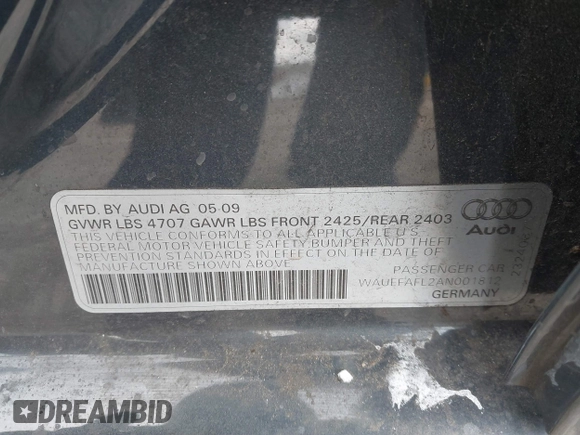 MFD. BY AUDI AG 05-09
GVWR LBS 4707 GAWR LBS FRONT 2425/REAR 2403
THIS VEHICLE CONFORMS TO ALL APPLICABLE U.S.
FEDERAL MOTOR VEHICLE SAFETY BUMPER AND THEFT
PREVENTION STANDARDS IN EFFECT ON THE DATE OF
MANUFACTURE SHOWN ABOVE.
Audi
PASSENGER CAR
WAUEFAFL2AN001812
GERMANY
DREAMBID